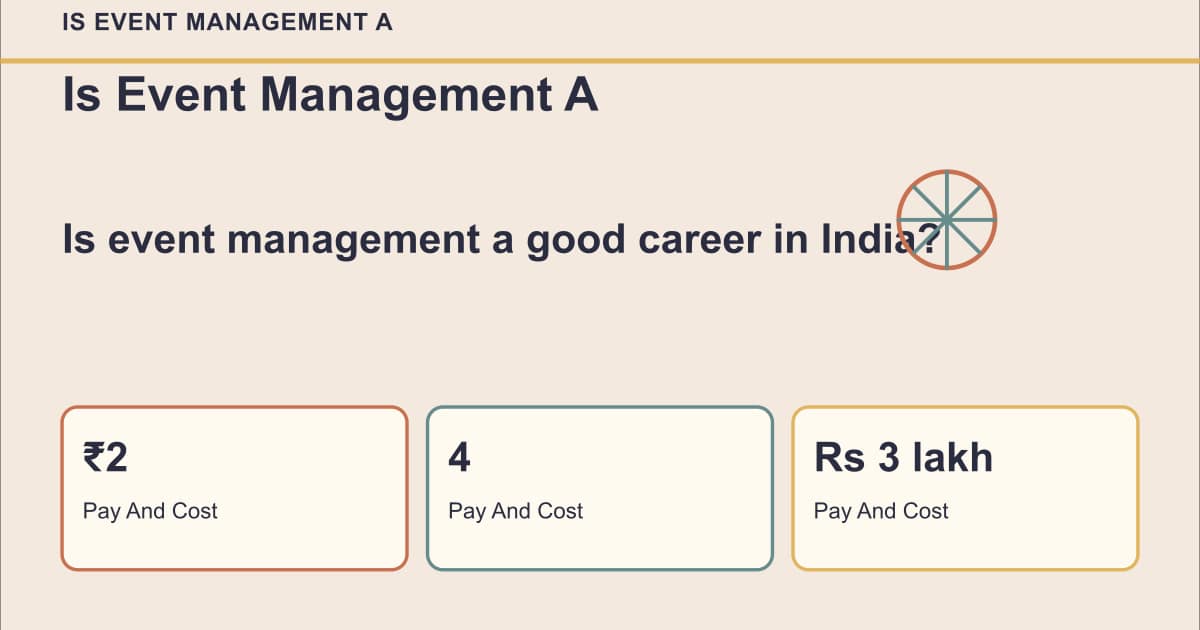 IS EVENT MANAGEMENT A
Is Event Management A
Is event management a good career in India?
₹2
Pay And Cost
4
Pay And Cost
Rs 3 lakh
Pay And Cost